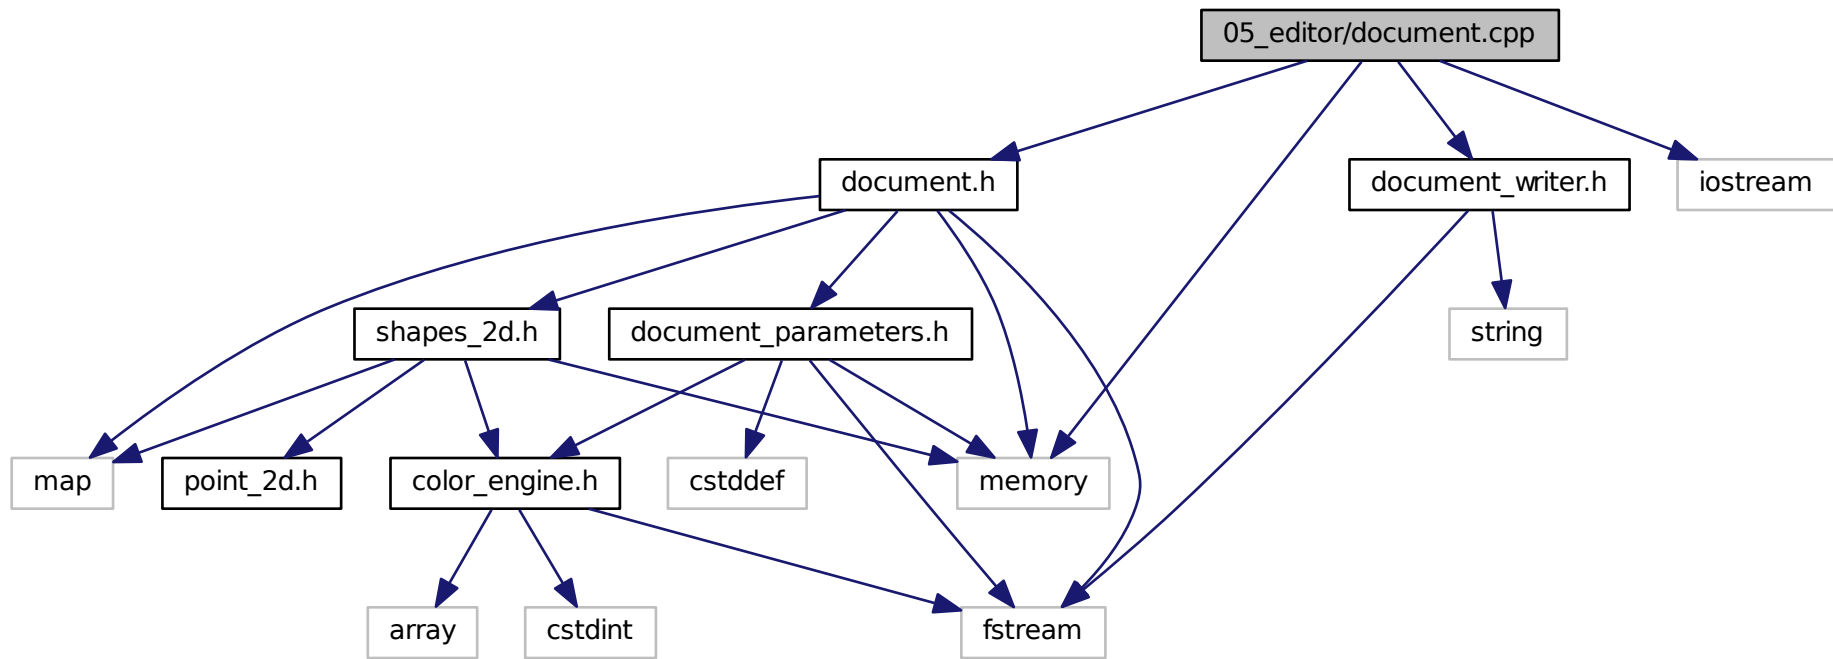 05_editor/document.cpp
document.h
document_writer.h
iostream
shapes_2d.h
document_parameters.h
string
map
point_2d.h
color_engine.h
cstddef
memory
array
cstdint
fstream